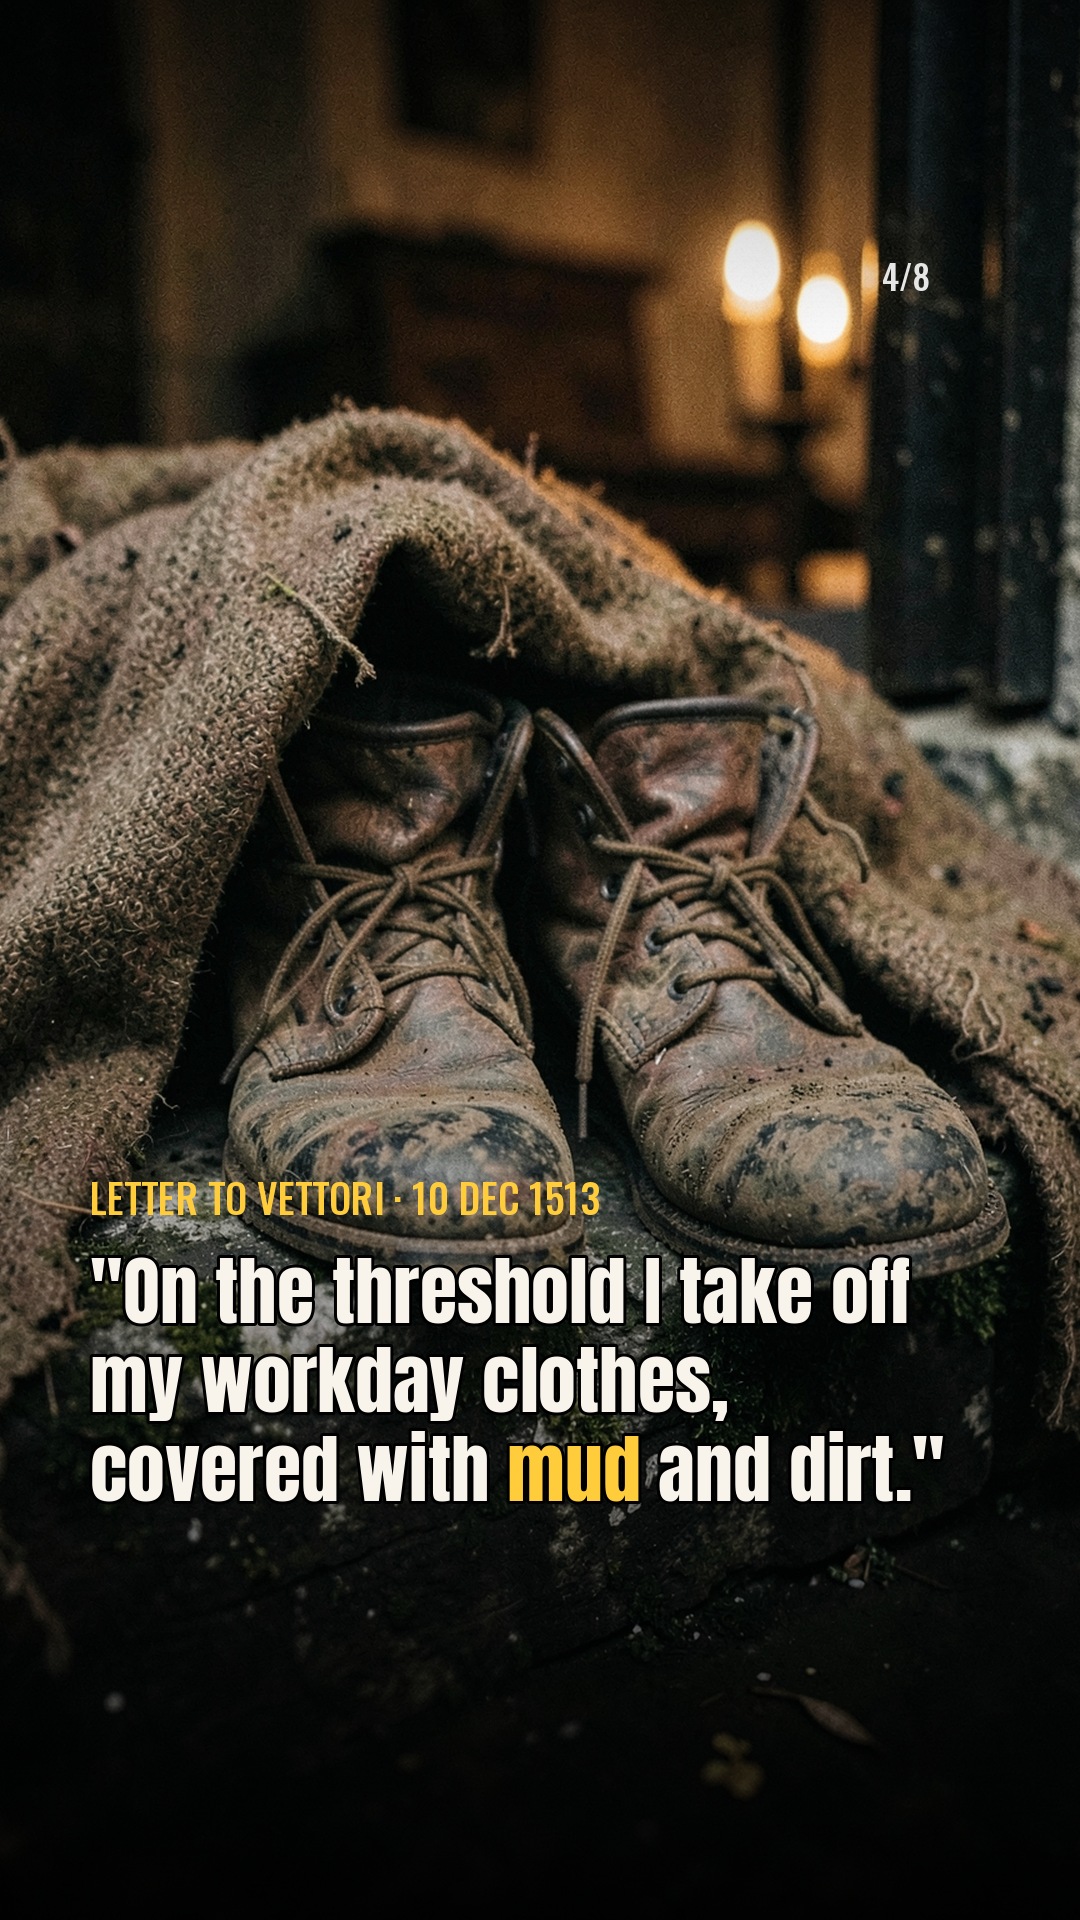 4/8
LETTER TO VETTORI · 10 DEC 1513
"On the threshold I take off
my workday clothes,
covered with mud and dirt."